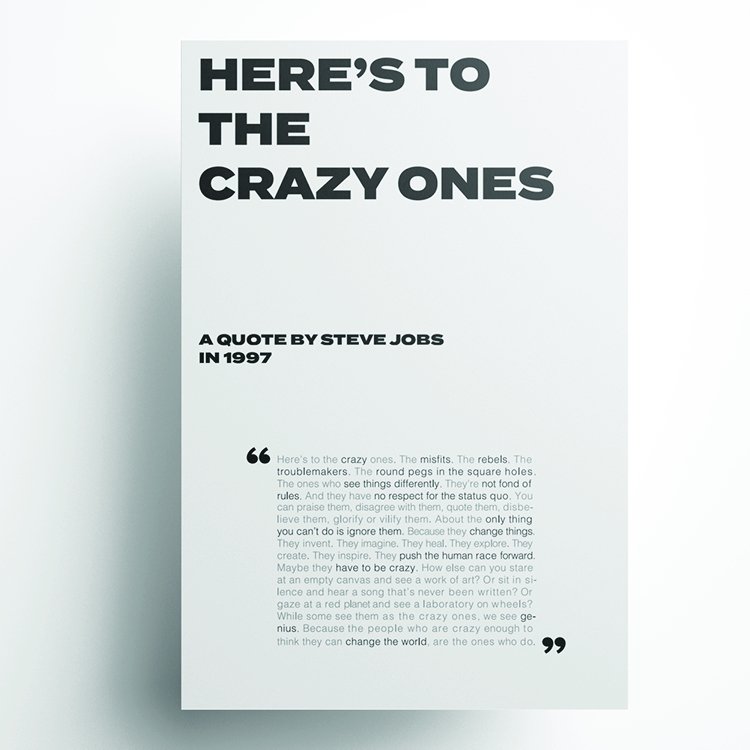 HERE’S TO
THE
CRAZY ONES
A QUOTE BY STEVE JOBS
IN 1997
“ Here’s to the crazy ones. The misfits. The rebels. The
troublemakers. The round pegs in the square holes.
The ones who see things differently. They’re not fond of
rules. And they have no respect for the status quo. You
can praise them, disagree with them, quote them, disbe-
lieve them, glorify or vilify them. About the only thing
you can’t do is ignore them. Because they change things.
They invent. They imagine. They heal. They explore. They
create. They inspire. They push the human race forward.
Maybe they have to be crazy. How else can you stare
at an empty canvas and see a work of art? Or sit in si-
lence and hear a song that’s never been written? Or
gaze at a red planet and see a laboratory on wheels?
While some see them as the crazy ones, we see ge-
nius. Because the people who are crazy enough to
think they can change the world, are the ones who do. ”